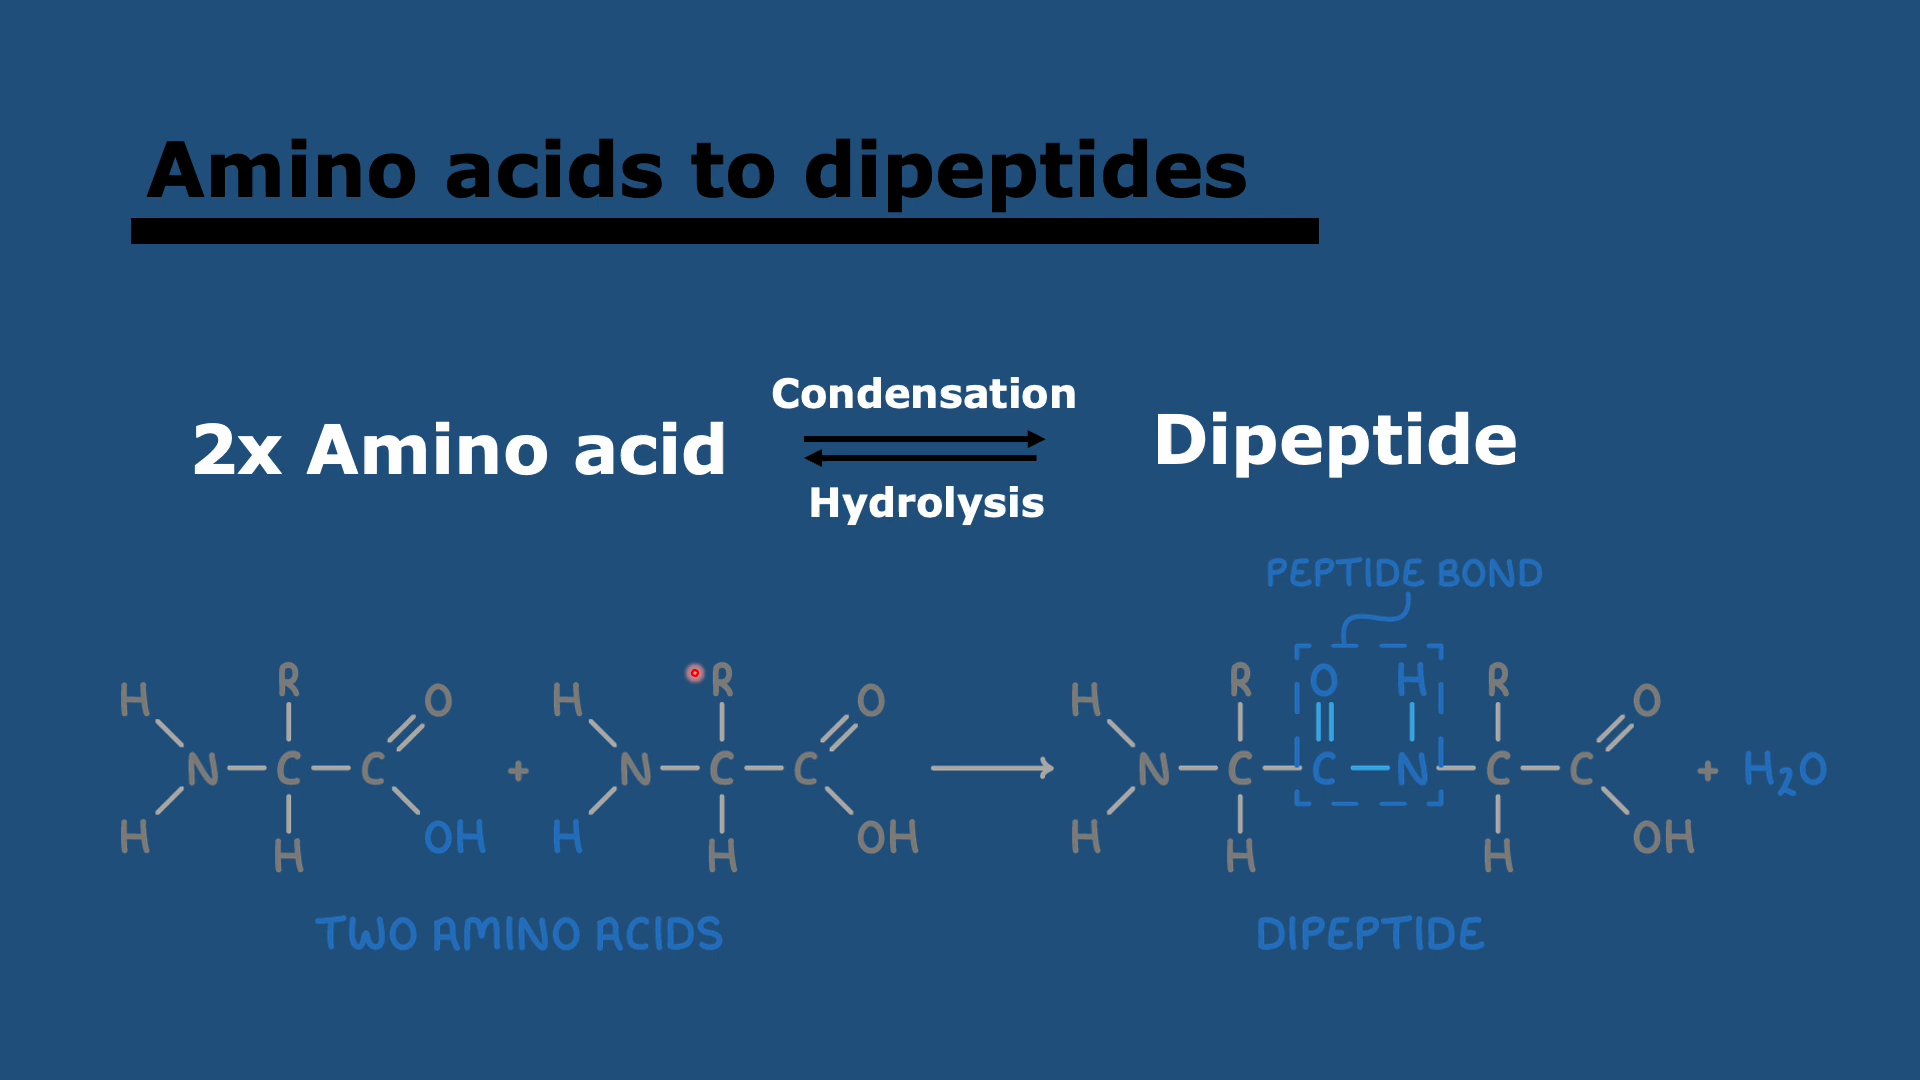 Amino acids to dipeptides
Condensation
2x Amino acid
Dipeptide
Hydrolysis
PEPTIDE BOND
R R R O H R
H O H O H O
N C C + N C C N C C N C C + H₂O
H OH H OH H OH
H H H H
TWO AMINO ACIDS
DIPEPTIDE